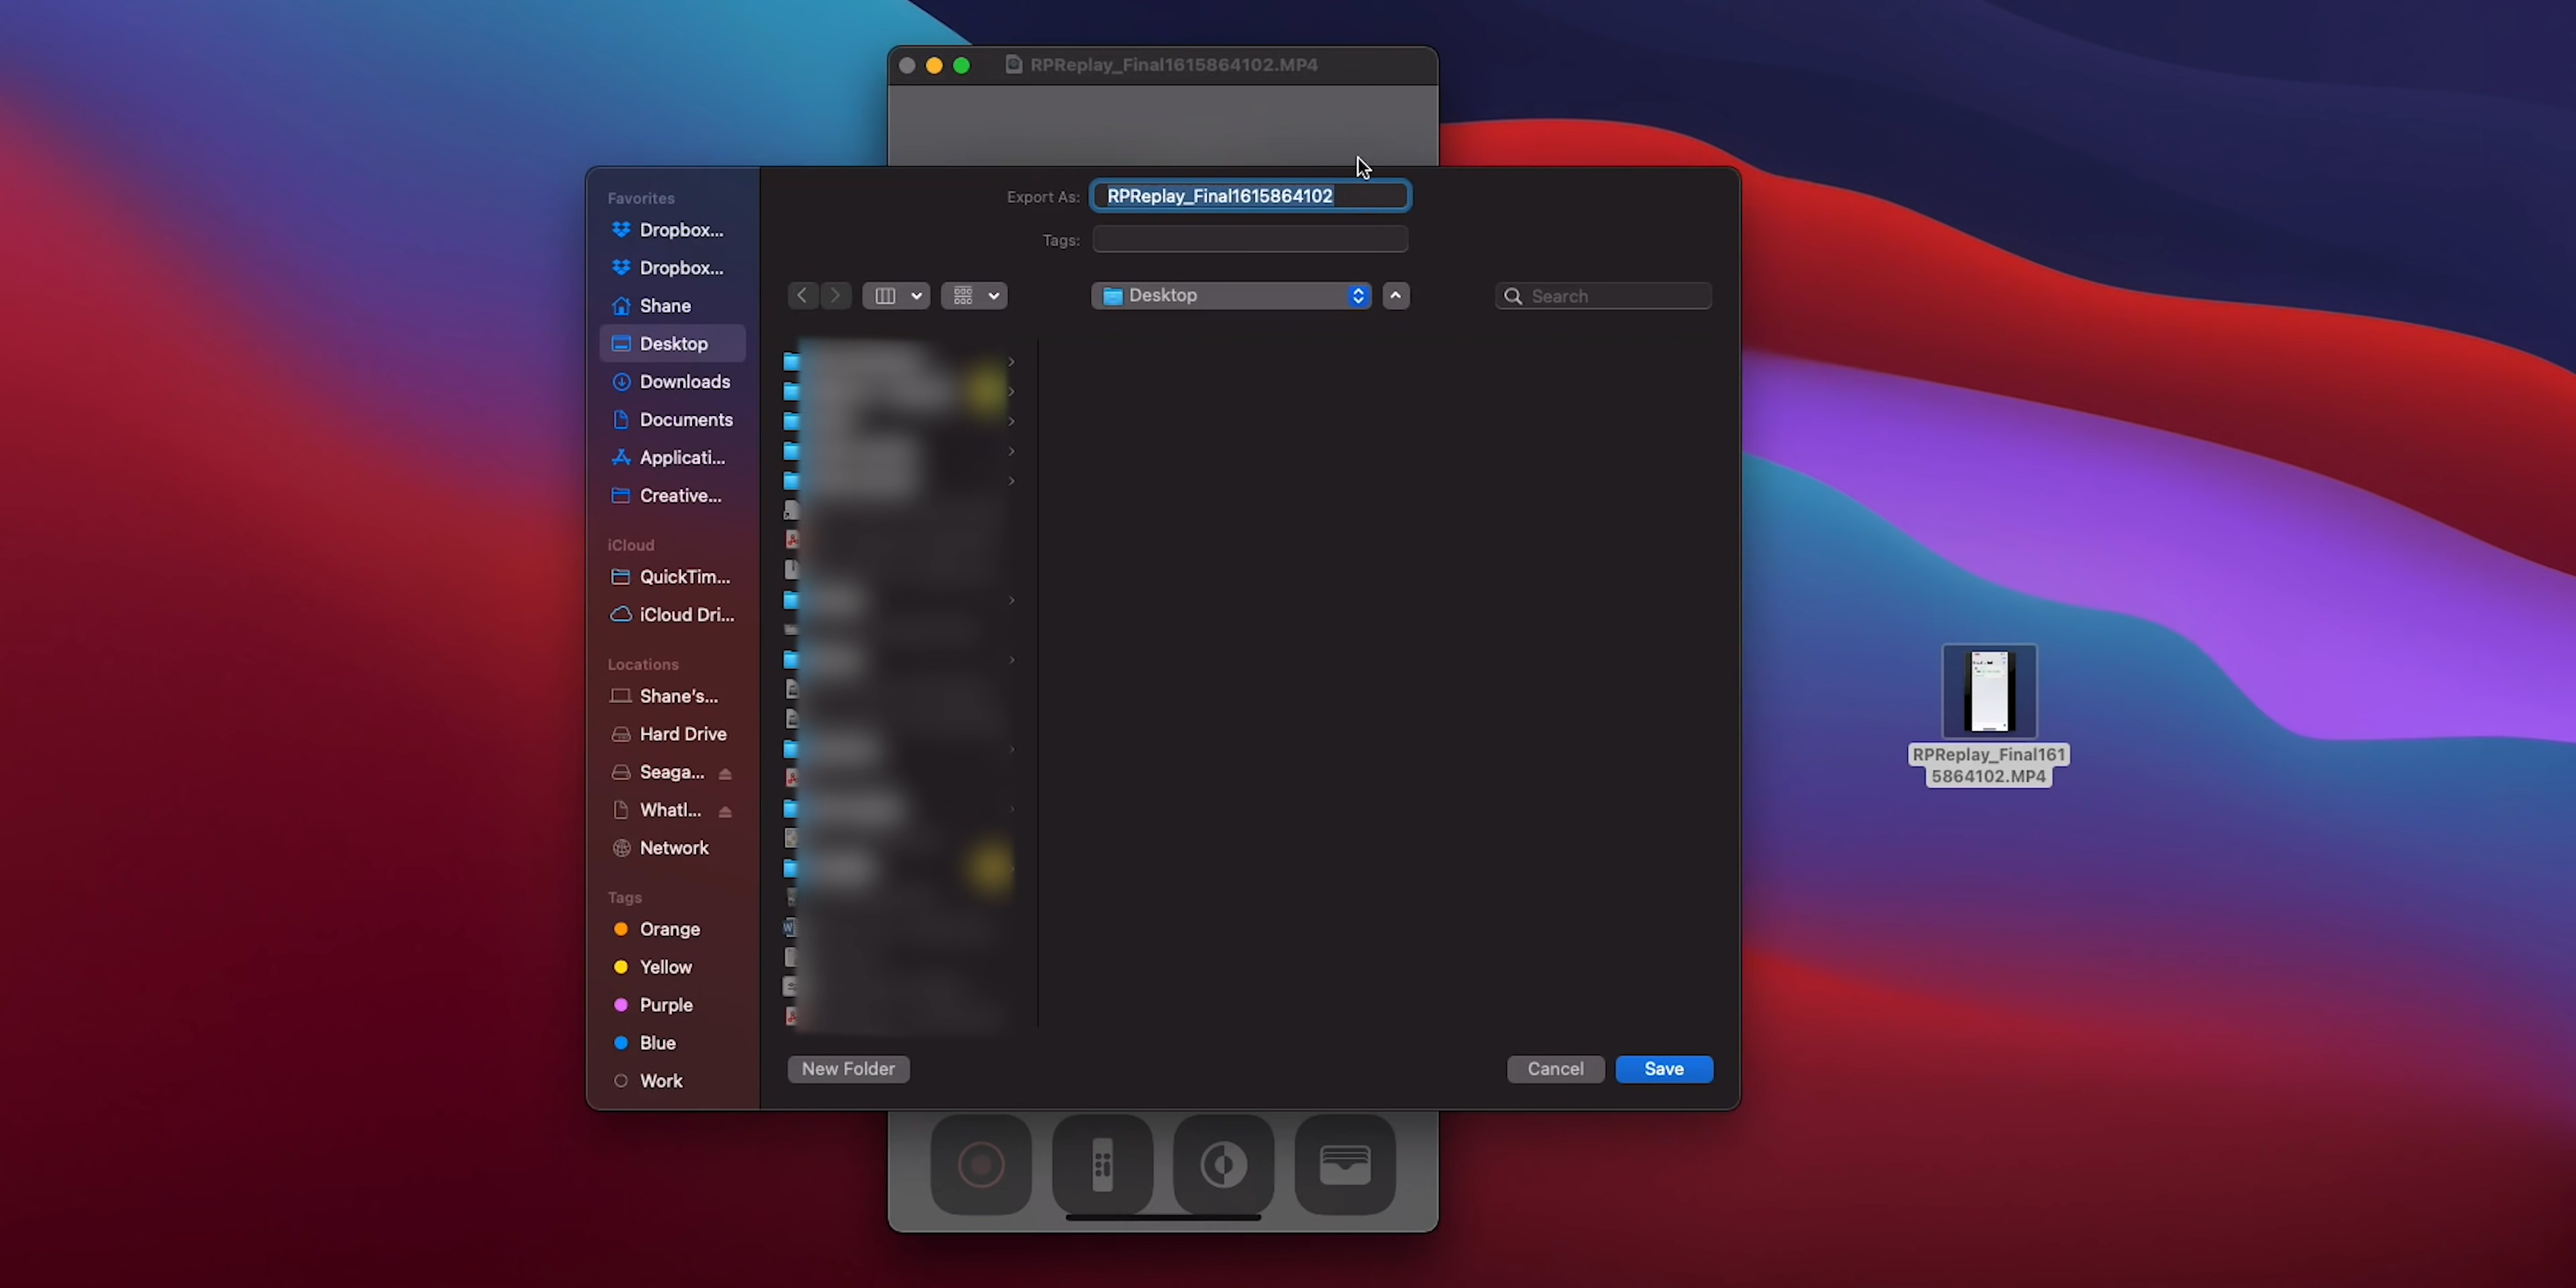 RPReplay_Final1615864102.MP4
Export As: RPReplay_Final1615864102
Tags:
Desktop
Search
Favorites
Dropbox...
Dropbox...
Shane
Desktop
Downloads
Documents
Applicati...
Creative...
iCloud
QuickTim...
iCloud Dri...
Locations
Shane's...
Hard Drive
Seaga...
Whatl...
Network
Tags
Orange
Yellow
Purple
Blue
Work
New Folder
Cancel
Save
RPReplay_Final161
5864102.MP4